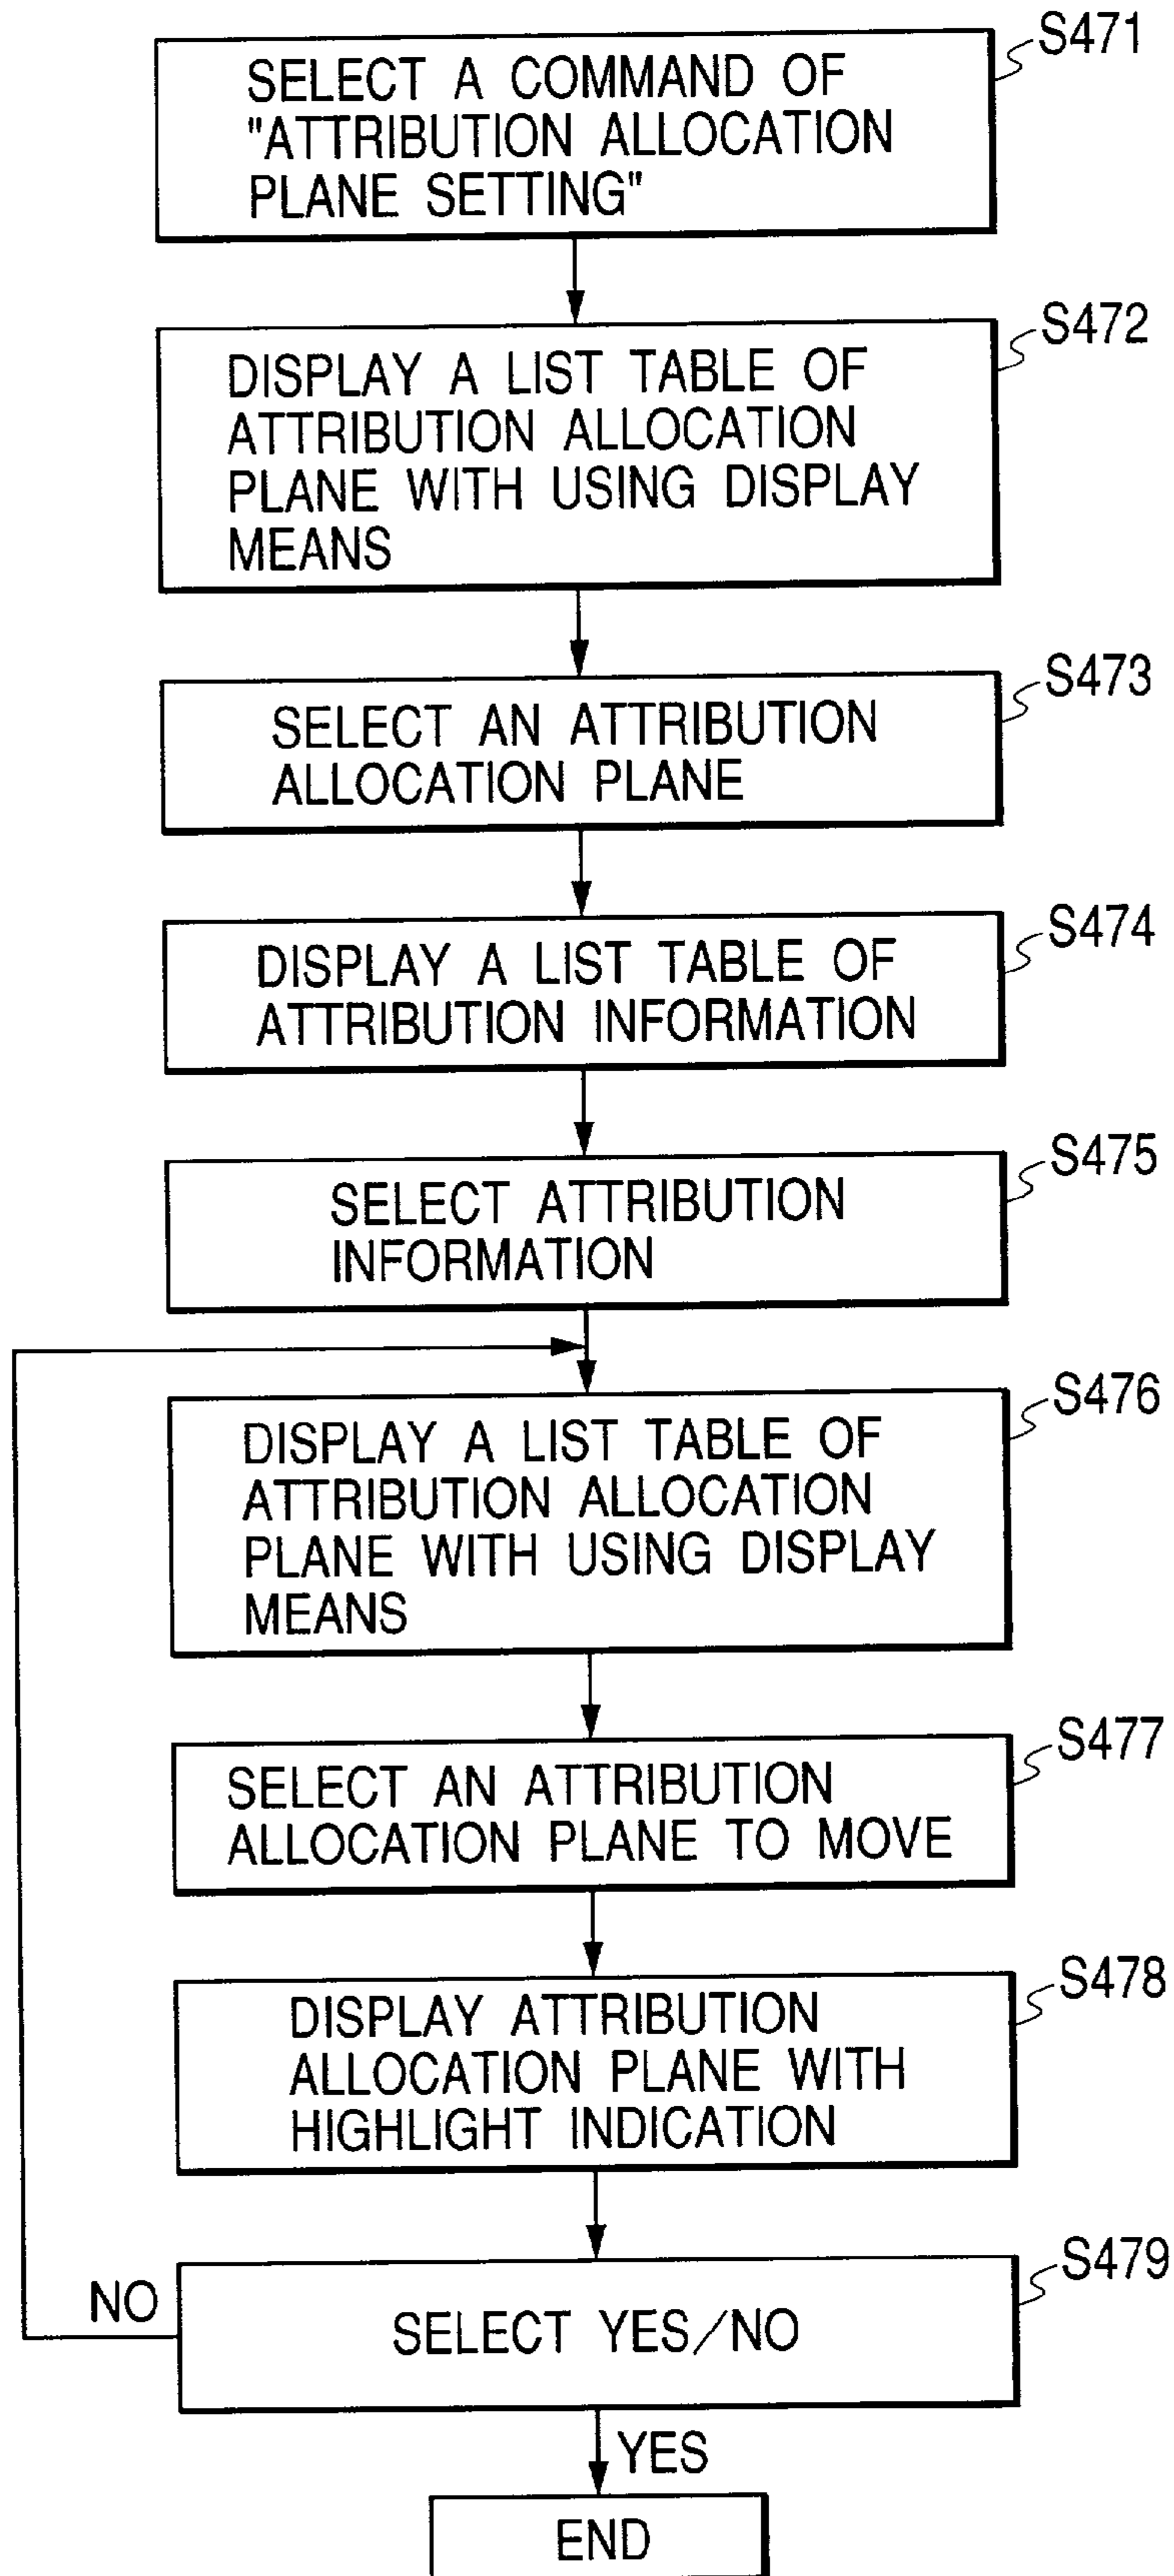 S471
SELECT A COMMAND OF
"ATTRIBUTION ALLOCATION
PLANE SETTING"
S472
DISPLAY A LIST TABLE OF
ATTRIBUTION ALLOCATION
PLANE WITH USING DISPLAY
MEANS
S473
SELECT AN ATTRIBUTION
ALLOCATION PLANE
S474
DISPLAY A LIST TABLE OF
ATTRIBUTION INFORMATION
S475
SELECT ATTRIBUTION
INFORMATION
S476
DISPLAY A LIST TABLE OF
ATTRIBUTION ALLOCATION
PLANE WITH USING DISPLAY
MEANS
S477
SELECT AN ATTRIBUTION
ALLOCATION PLANE TO MOVE
S478
DISPLAY ATTRIBUTION
ALLOCATION PLANE WITH
HIGHLIGHT INDICATION
S479
NO
SELECT YES/NO
YES
END